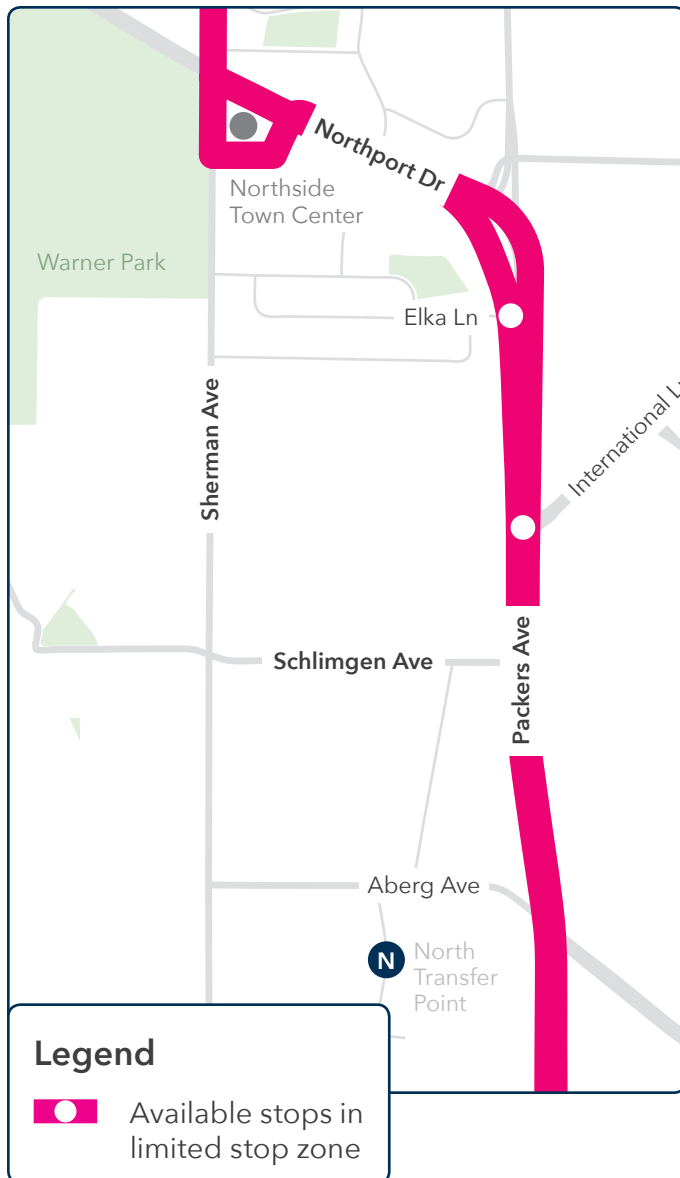 Northport Dr
Northside
Town Center
Warner Park
Elka Ln
Sherman Ave
International Ln
Schlimgen Ave
Packers Ave
Aberg Ave
N
North
Transfer
Point
Legend
Available stops in
limited stop zone